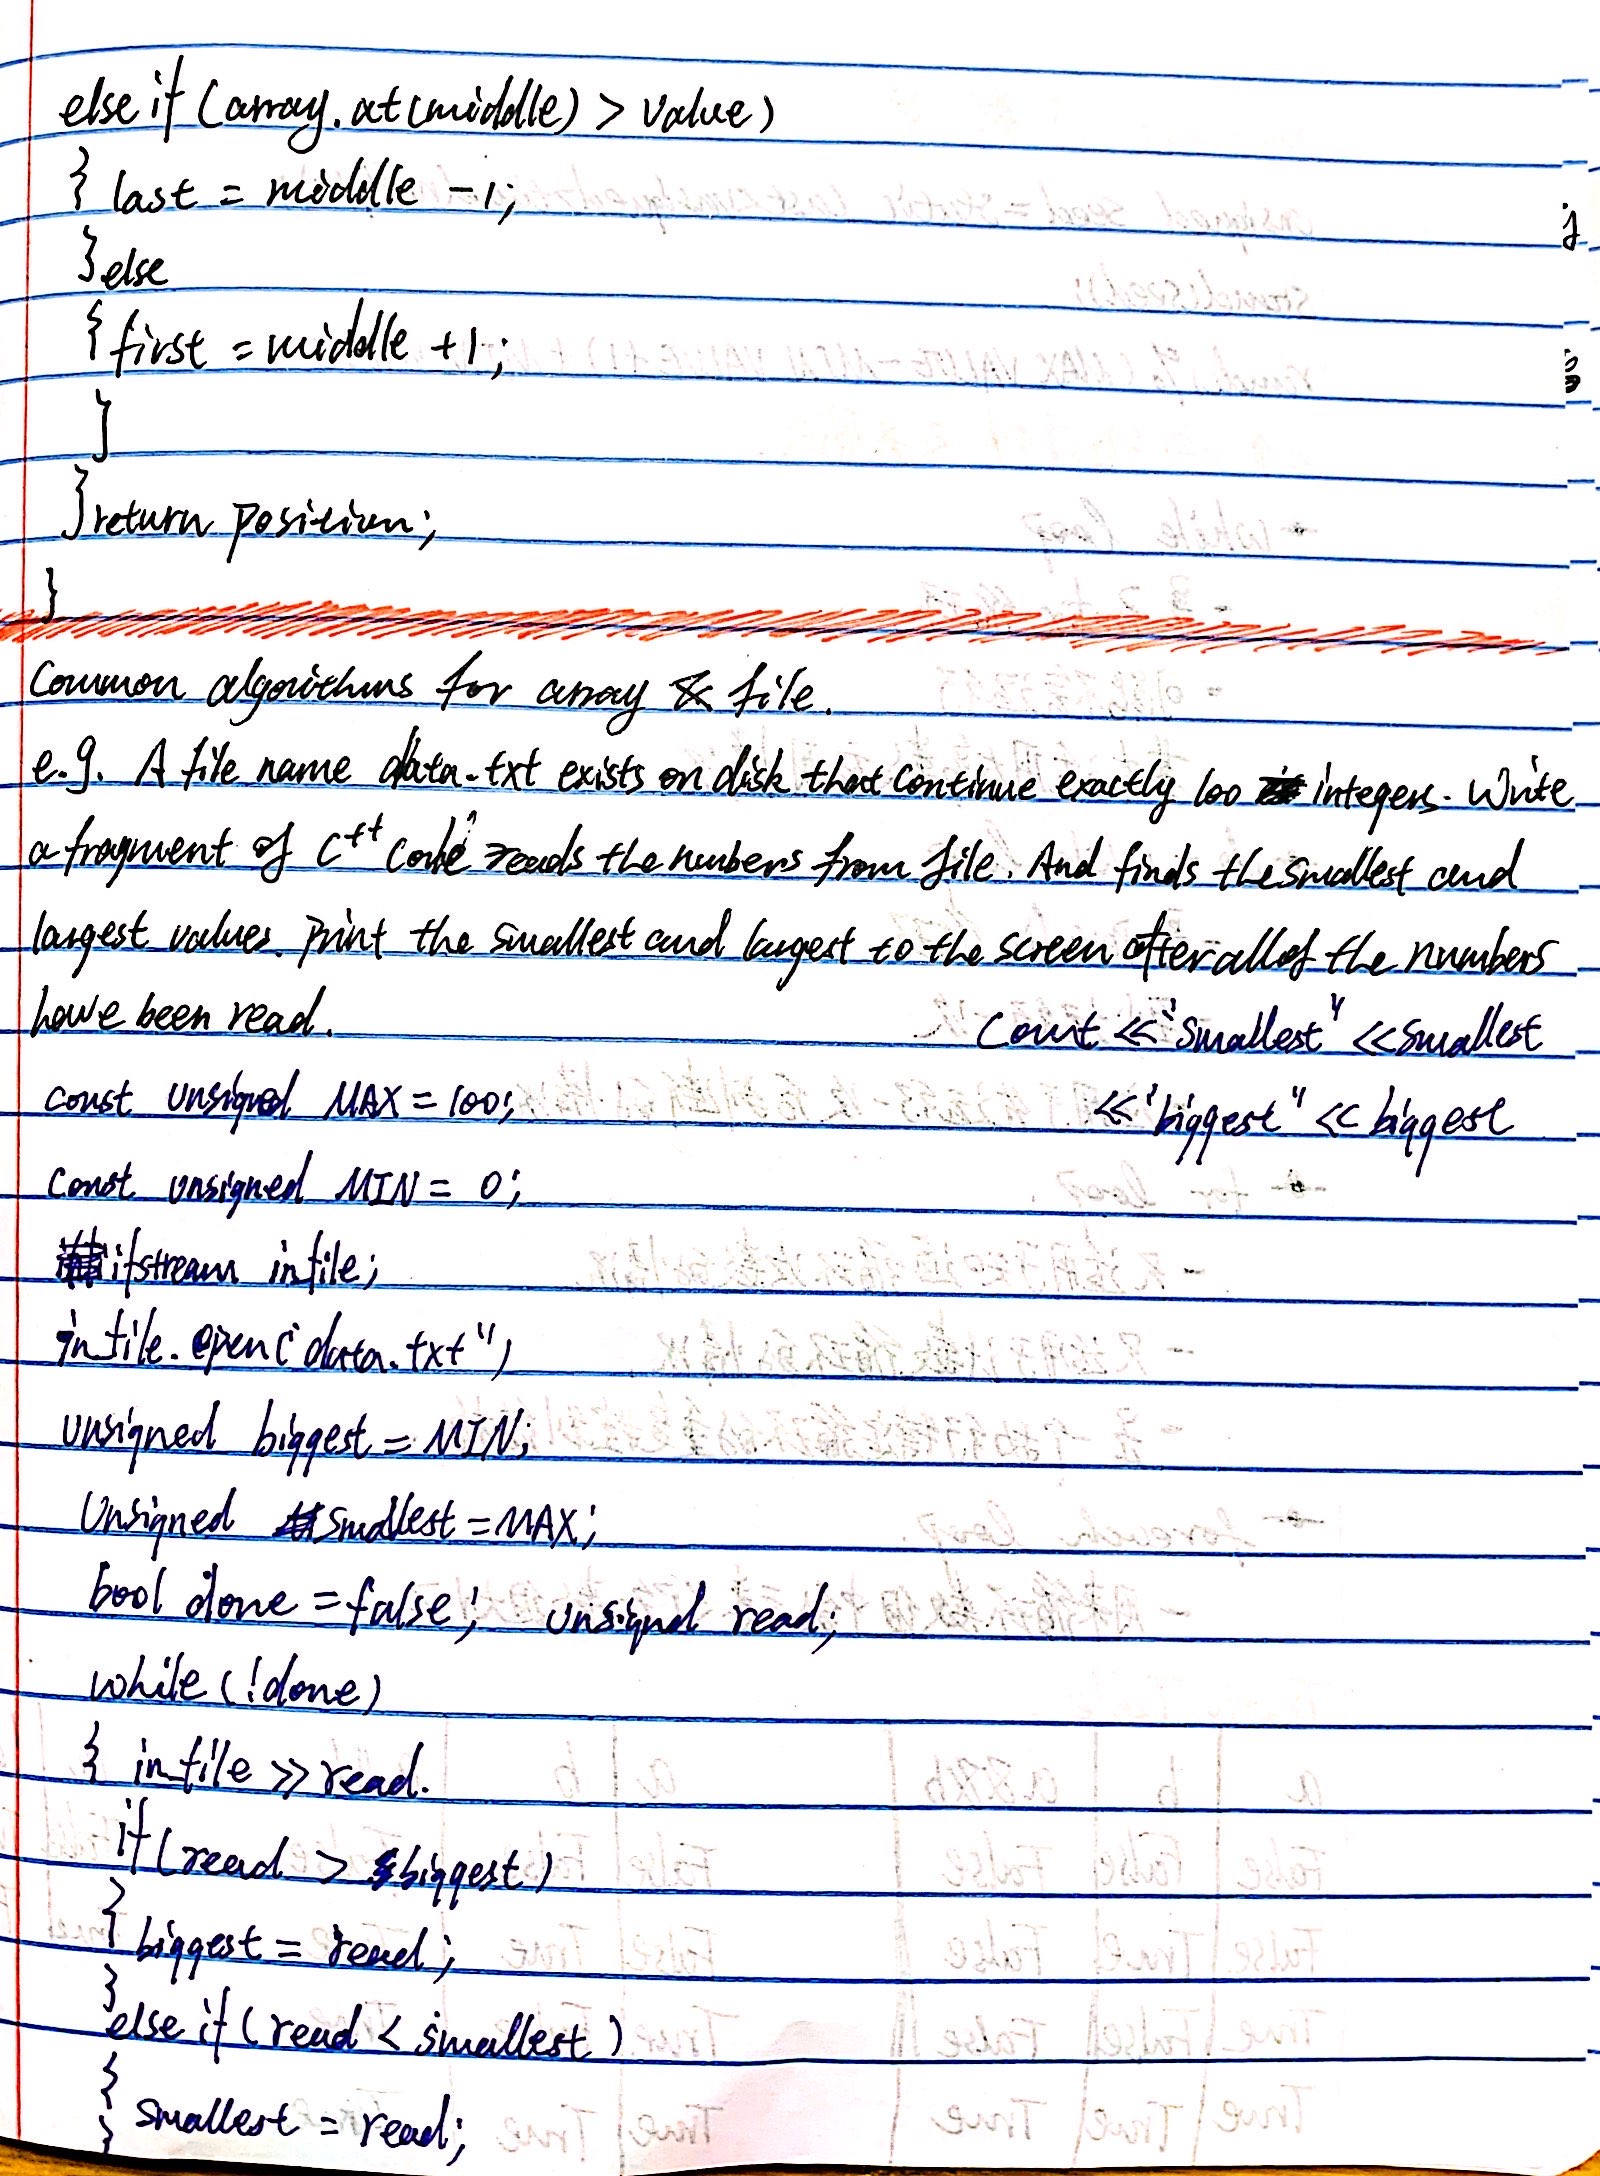 else if (array.at(middle) > value)
{ last = middle -1;
}else
{ first = middle +1;
}
}return position;
}
Common algorithms for array & file.
e.g. A file name data.txt exists on disk that continue exactly 100 integers. Write
a fragment of C++ code reads the numbers from file. And finds the smallest and
largest values. print the smallest and largest to the screen after all of the numbers
have been read.
Cout << "smallest" << smallest
const unsigned MAX = 100;
<< "biggest" << biggest
const unsigned MIN = 0;
ifstream infile;
infile.open("data.txt");
unsigned biggest = MIN;
Unsigned smallest = MAX;
bool done = false; unsignd read;
while (!done)
{ infile >> read.
if (read > biggest)
{ biggest = read;
}
else if (read < smallest)
{ smallest = read;
}